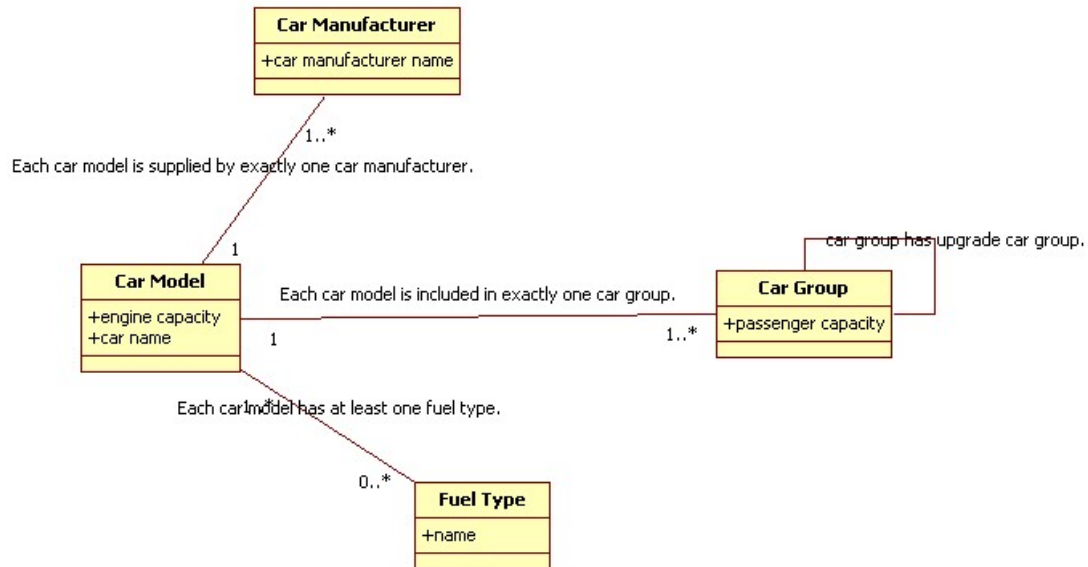 Car Manufacturer
+car manufacturer name
1..*
Each car model is supplied by exactly one car manufacturer.
1
car group has upgrade car group.
Car Model
+engine capacity
+car name
Each car model is included in exactly one car group.
1
1..*
Car Group
+passenger capacity
Each car model has at least one fuel type.
1..*
0..*
Fuel Type
+name